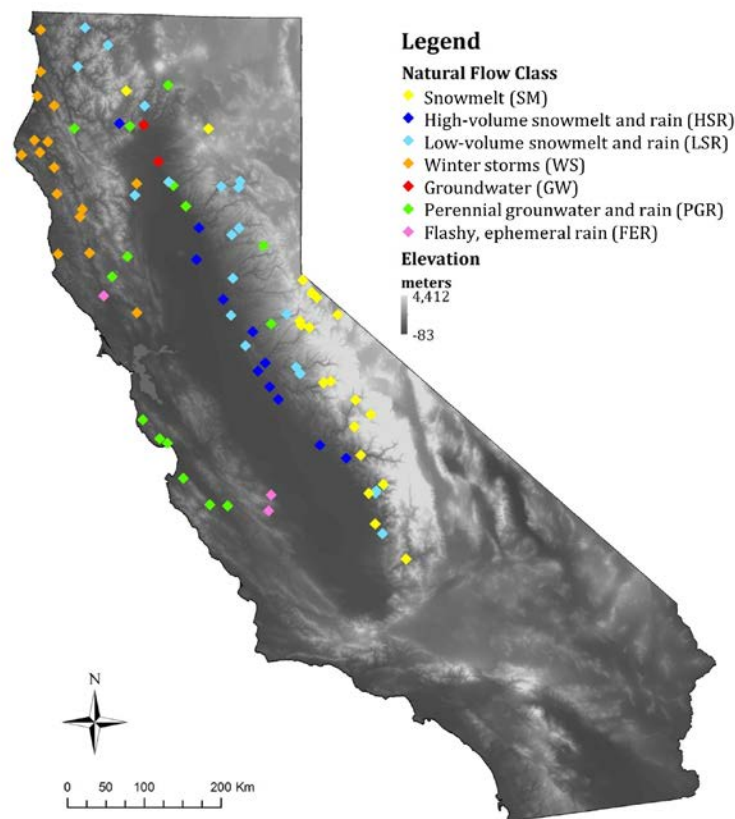 Legend
Natural Flow Class
Snowmelt (SM)
High-volume snowmelt and rain (HSR)
Low-volume snowmelt and rain (LSR)
Winter storms (WS)
Groundwater (GW)
Perennial grounwater and rain (PGR)
Flashy, ephemeral rain (FER)
Elevation
meters
4,412
-83
N
0 50 100 200 Km